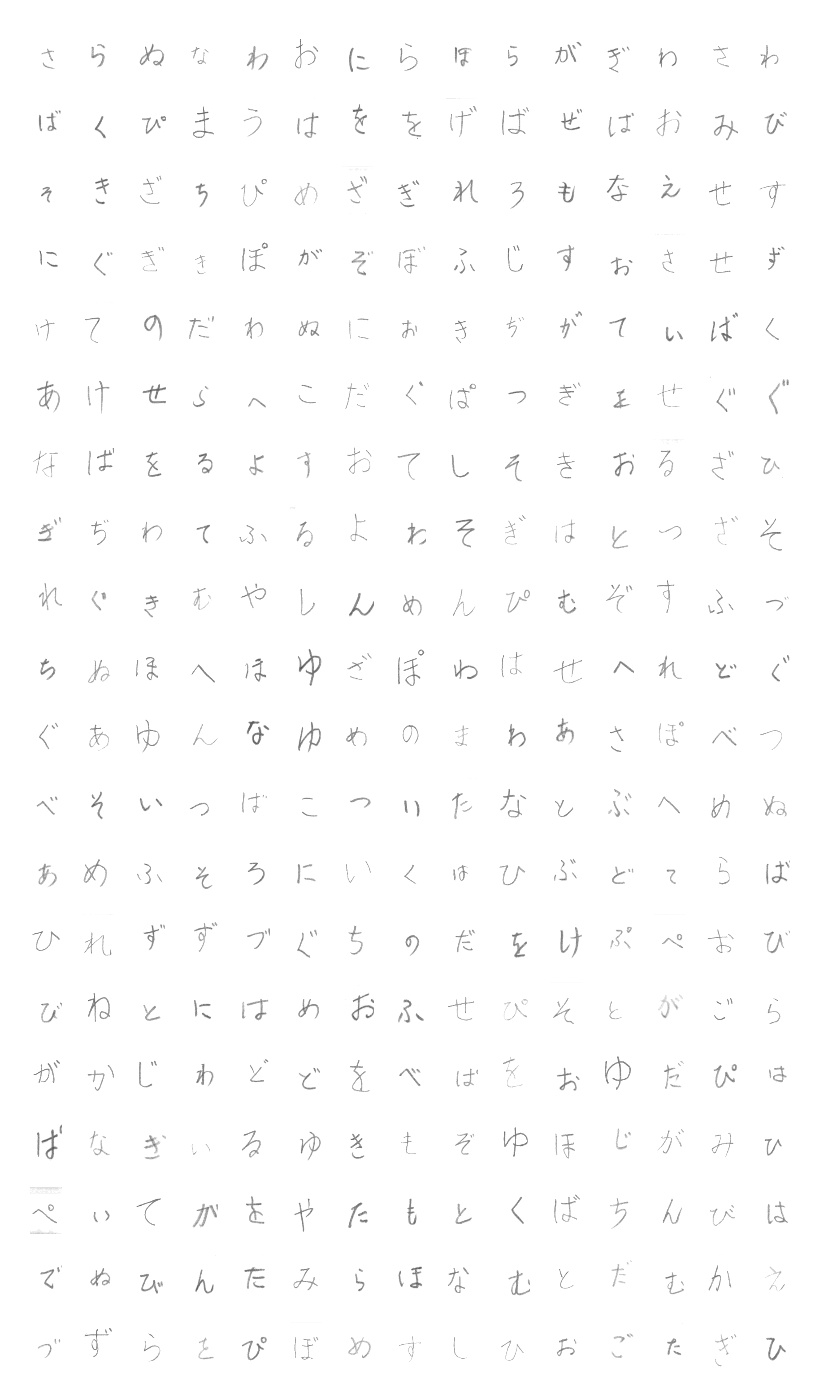 さらぬなわおにらほらがぎわさわ
ばくぴまうはををげばぜばおみび
そきざちぴめざぎれろもなえせす
にぐぎきぽがぞぼふじすおさせず
けてのだわぬにおきぢがていばく
あけせらへこだぐぱつぎをせぐぐ
なばをるよすおてしそきおるざひ
ぎぢわてふるよわそぎはとつざそ
れぐきむやしんめんぴむぞすふづ
ちぬほへほゆざぽわはせへれどぐ
ぐあゆんなゆめのまわあさぽべつ
べそいつばこついたなとぶへめぬ
あめふそろにいくはひぶどてらば
ひれずずづぐちのだをけぷぺおび
びねとにはめおふせぴそとがごら
がかじわどどをべばをおゆだぴは
ばなぎいるゆきもぞゆほじがみひ
ぺいてがをやたもとくばちんびは
でぬびんたみらほなむとだむかえ
づずらをぴぼめすしひおごたぎひ